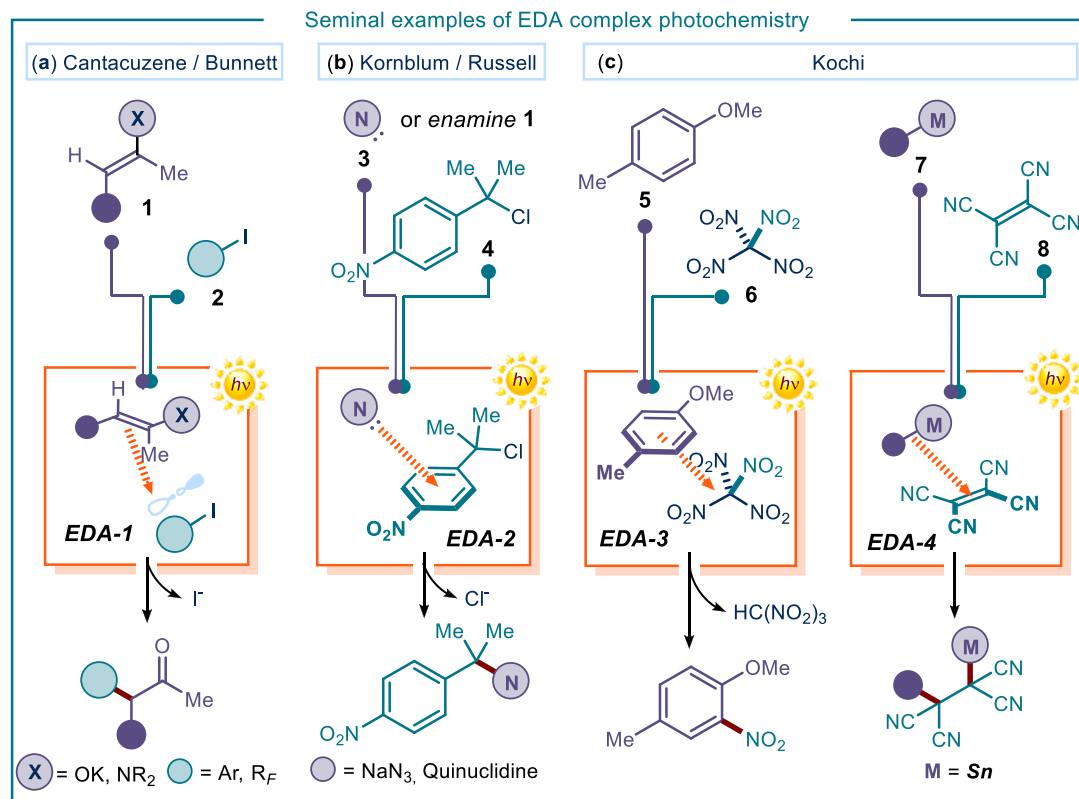 Seminal examples of EDA complex photochemistry
(a) Cantacuzene / Bunnett
(b) Kornblum / Russell
(c) Kochi
X
H
Me
1
I
2
N
:
or enamine 1
3
Me
Me
Cl
O₂N
4
OMe
Me
5
O₂N
NO₂
O₂N
NO₂
6
M
7
CN
CN
NC
CN
8
hν
H
X
Me
I
EDA-1
hν
N
:
Me
Me
Cl
O₂N
EDA-2
hν
OMe
Me
O₂N
NO₂
O₂N
NO₂
EDA-3
hν
M
CN
NC
CN
CN
EDA-4
I⁻
Cl⁻
HC(NO₂)₃
O
Me
Me
Me
N
O₂N
OMe
Me
NO₂
M
CN
CN
NC
CN
X = OK, NR₂
= Ar, R_F
= NaN₃, Quinuclidine
M = Sn